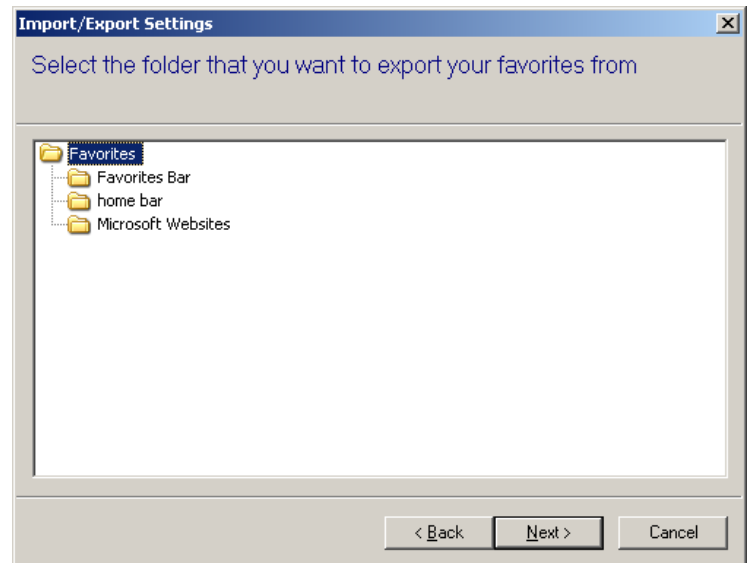 Import/Export Settings
Select the folder that you want to export your favorites from
Favorites
Favorites Bar
home bar
Microsoft Websites
< Back
Next >
Cancel